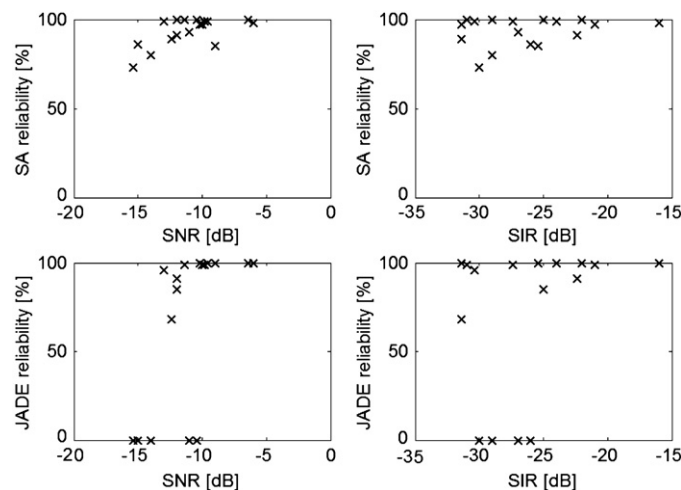 SA reliability [%]
100
50
0
-20 -15 -10 -5 0
SNR [dB]
SA reliability [%]
100
50
0
-35 -30 -25 -20 -15
SIR [dB]
JADE reliability [%]
100
50
0
-20 -15 -10 -5 0
SNR [dB]
JADE reliability [%]
100
50
0
-35 -30 -25 -20 -15
SIR [dB]